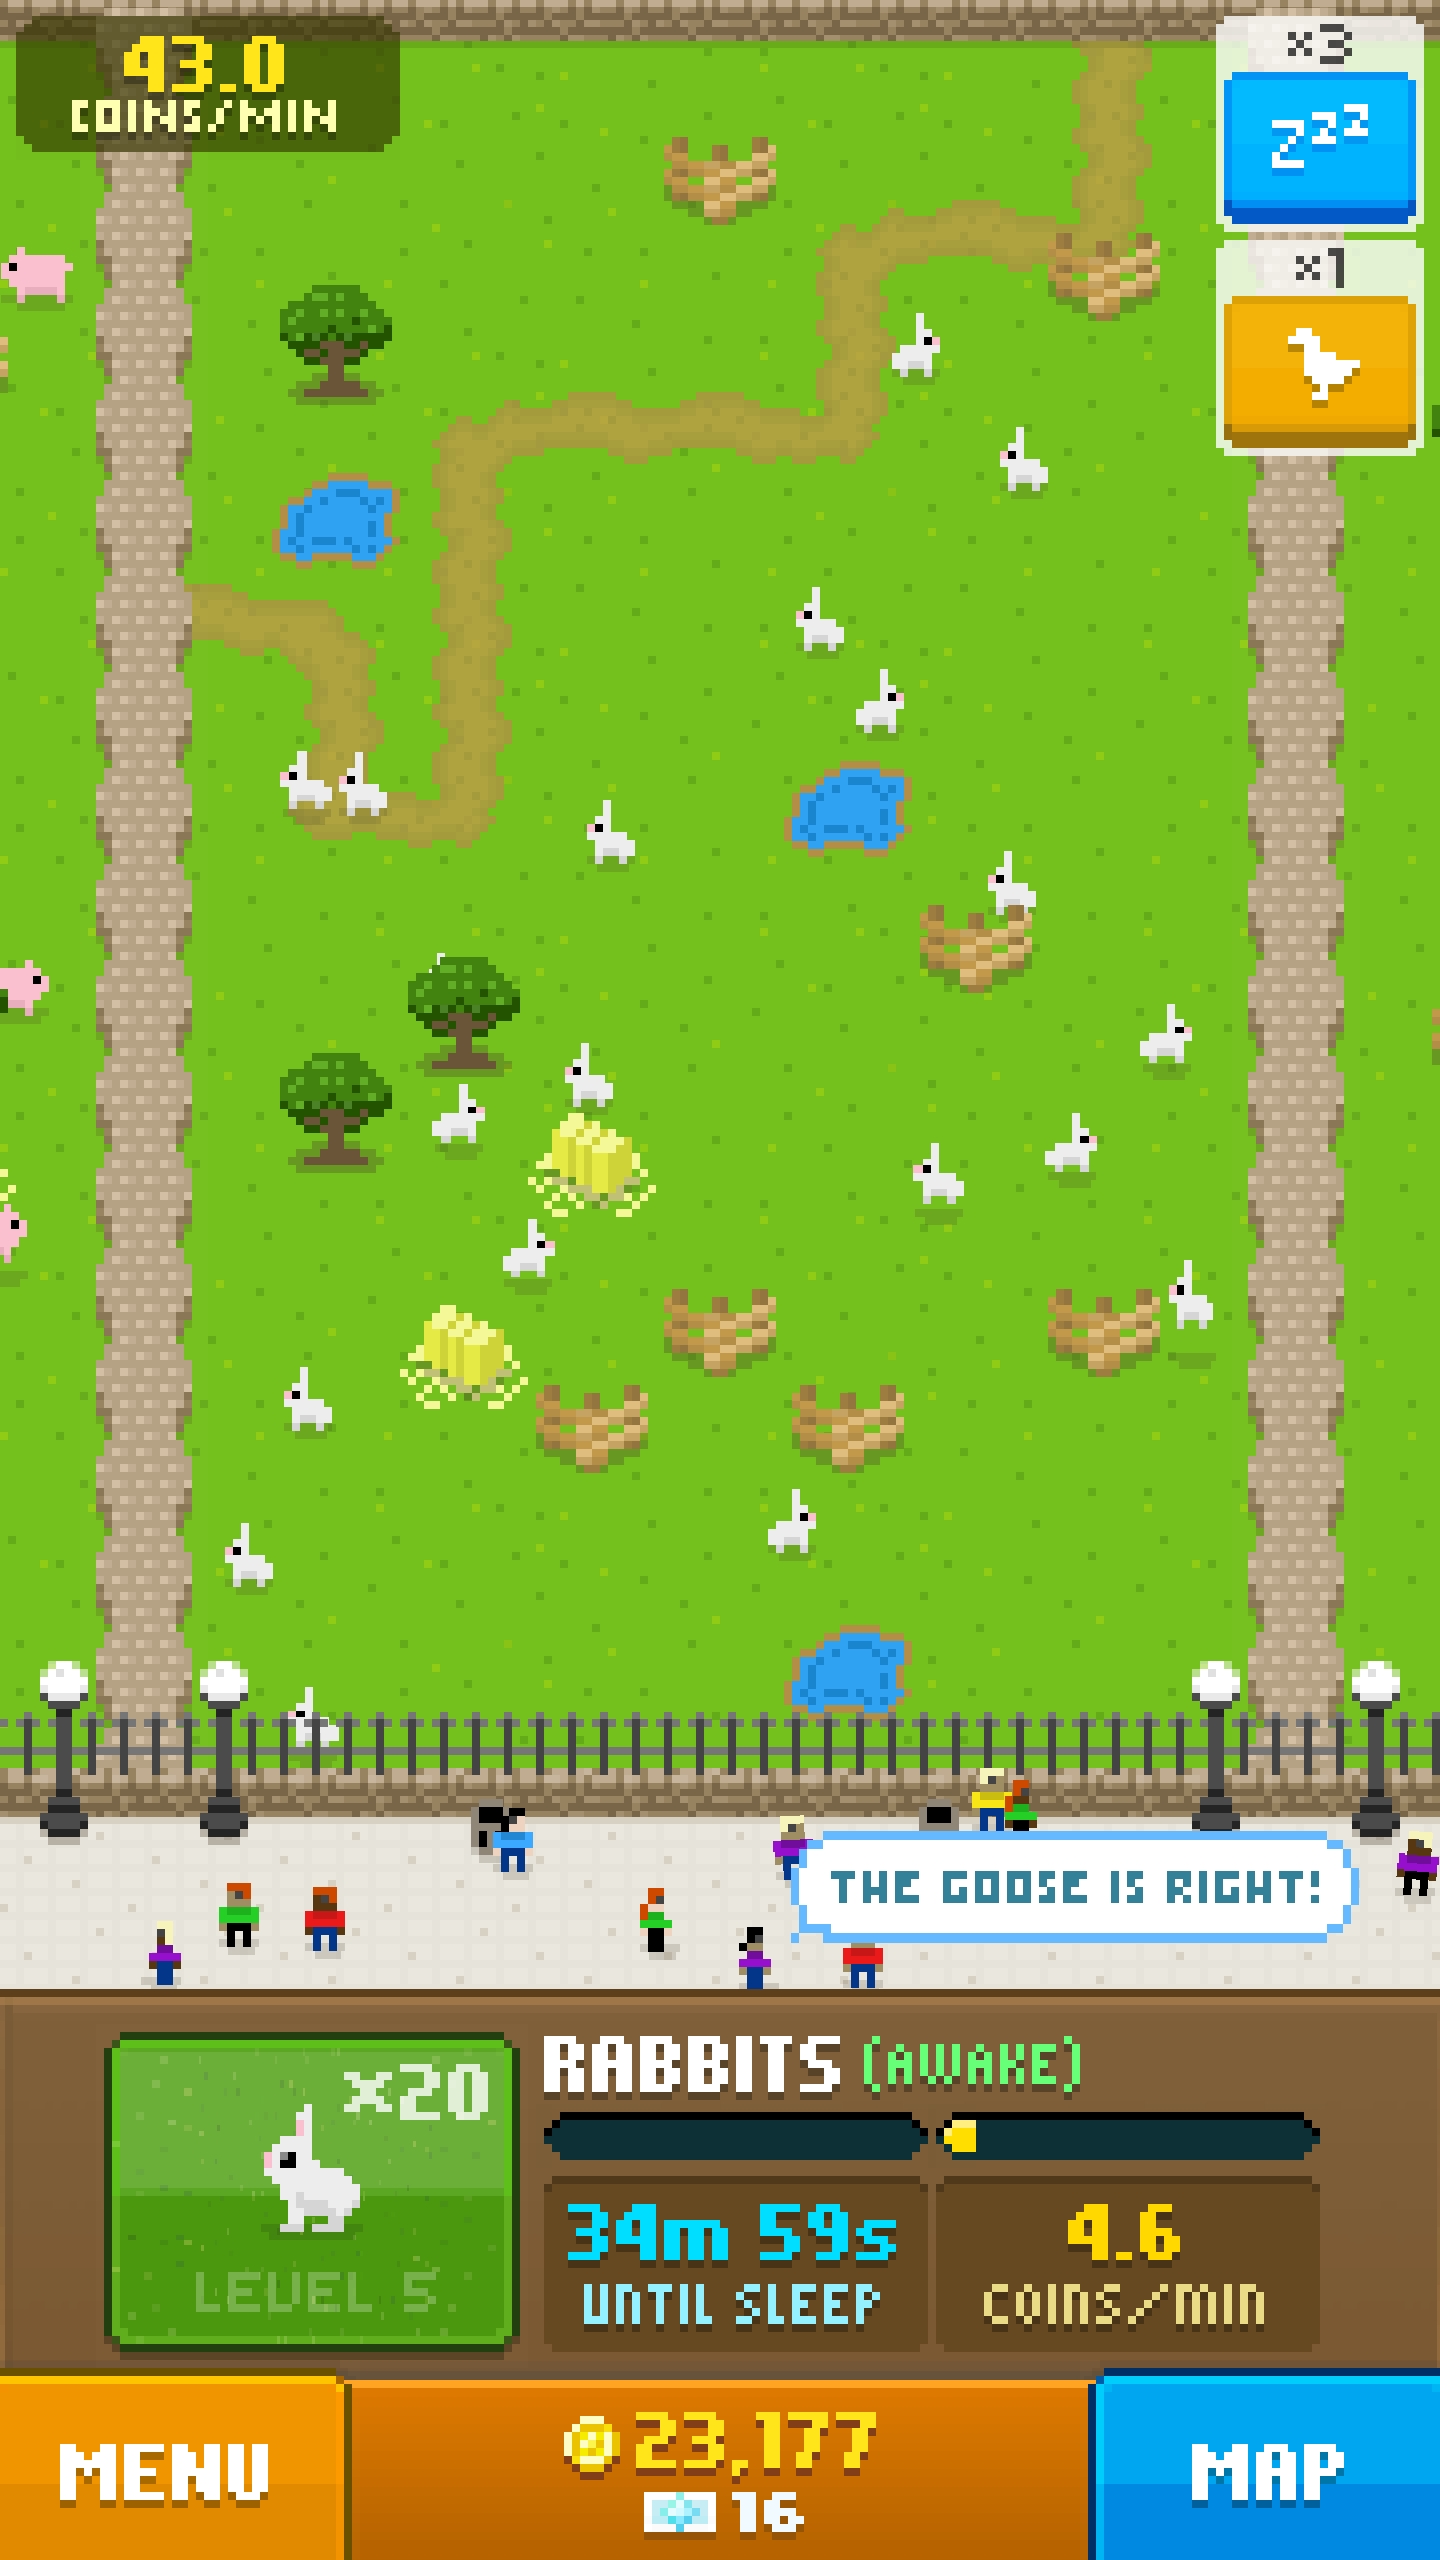 43.0
COINS/MIN
×3
zzz
×1
THE GOOSE IS RIGHT!
×20
RABBITS (AWAKE)
LEVEL 5
34m 59s
UNTIL SLEEP
4.6
COINS/MIN
MENU
23,177
16
MAP